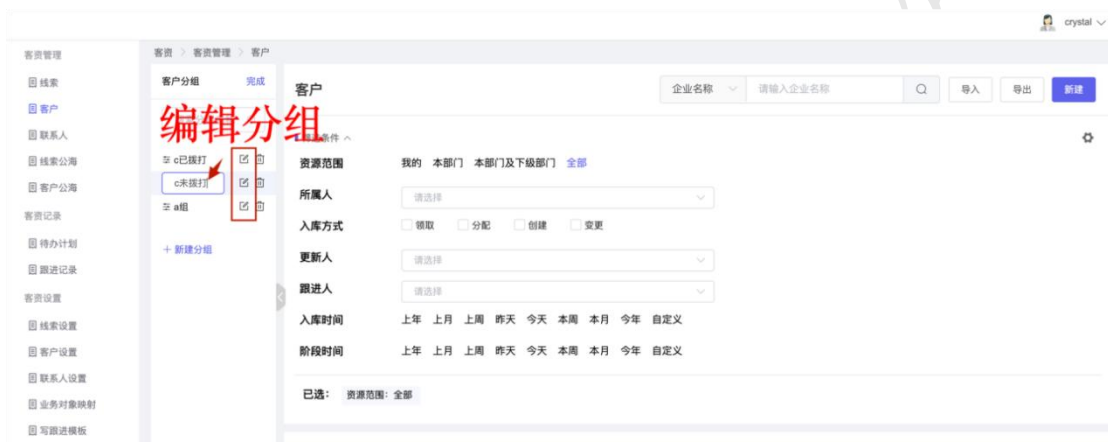 crystal
客资管理
线索
客户
联系人
线索公海
客户公海
客资记录
待办计划
跟进记录
客资设置
线索设置
客户设置
联系人设置
业务对象映射
写跟进模板
客资 > 客资管理 > 客户
客户分组 完成
编辑分组
c已拨打
c未拨打
a组
+ 新建分组
客户
企业名称 请输入企业名称 导入 导出 新建
条件
资源范围 我的 本部门 本部门及下级部门 全部
所属人 请选择
入库方式 领取 分配 创建 变更
更新人 请选择
跟进人 请选择
入库时间 上年 上月 上周 昨天 今天 本周 本月 今年 自定义
阶段时间 上年 上月 上周 昨天 今天 本周 本月 今年 自定义
已选: 资源范围: 全部